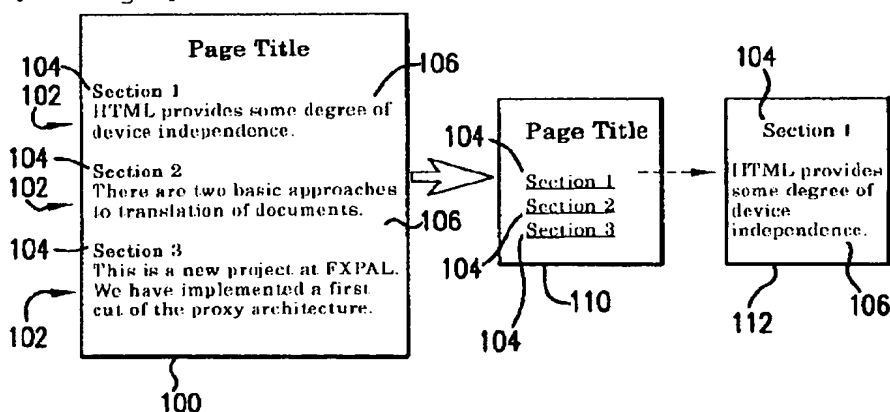 Page Title
104
106
Section 1
102
HTML provides some degree of
device independence.
104
Section 2
102
There are two basic approaches
to translation of documents.
106
104
Section 3
This is a new project at FXPAL.
102
We have implemented a first
cut of the proxy architecture.
100
Page Title
104
Section 1
Section 2
104
Section 3
104
110
104
Section 1
HTML provides
some degree of
device
independence.
112
106